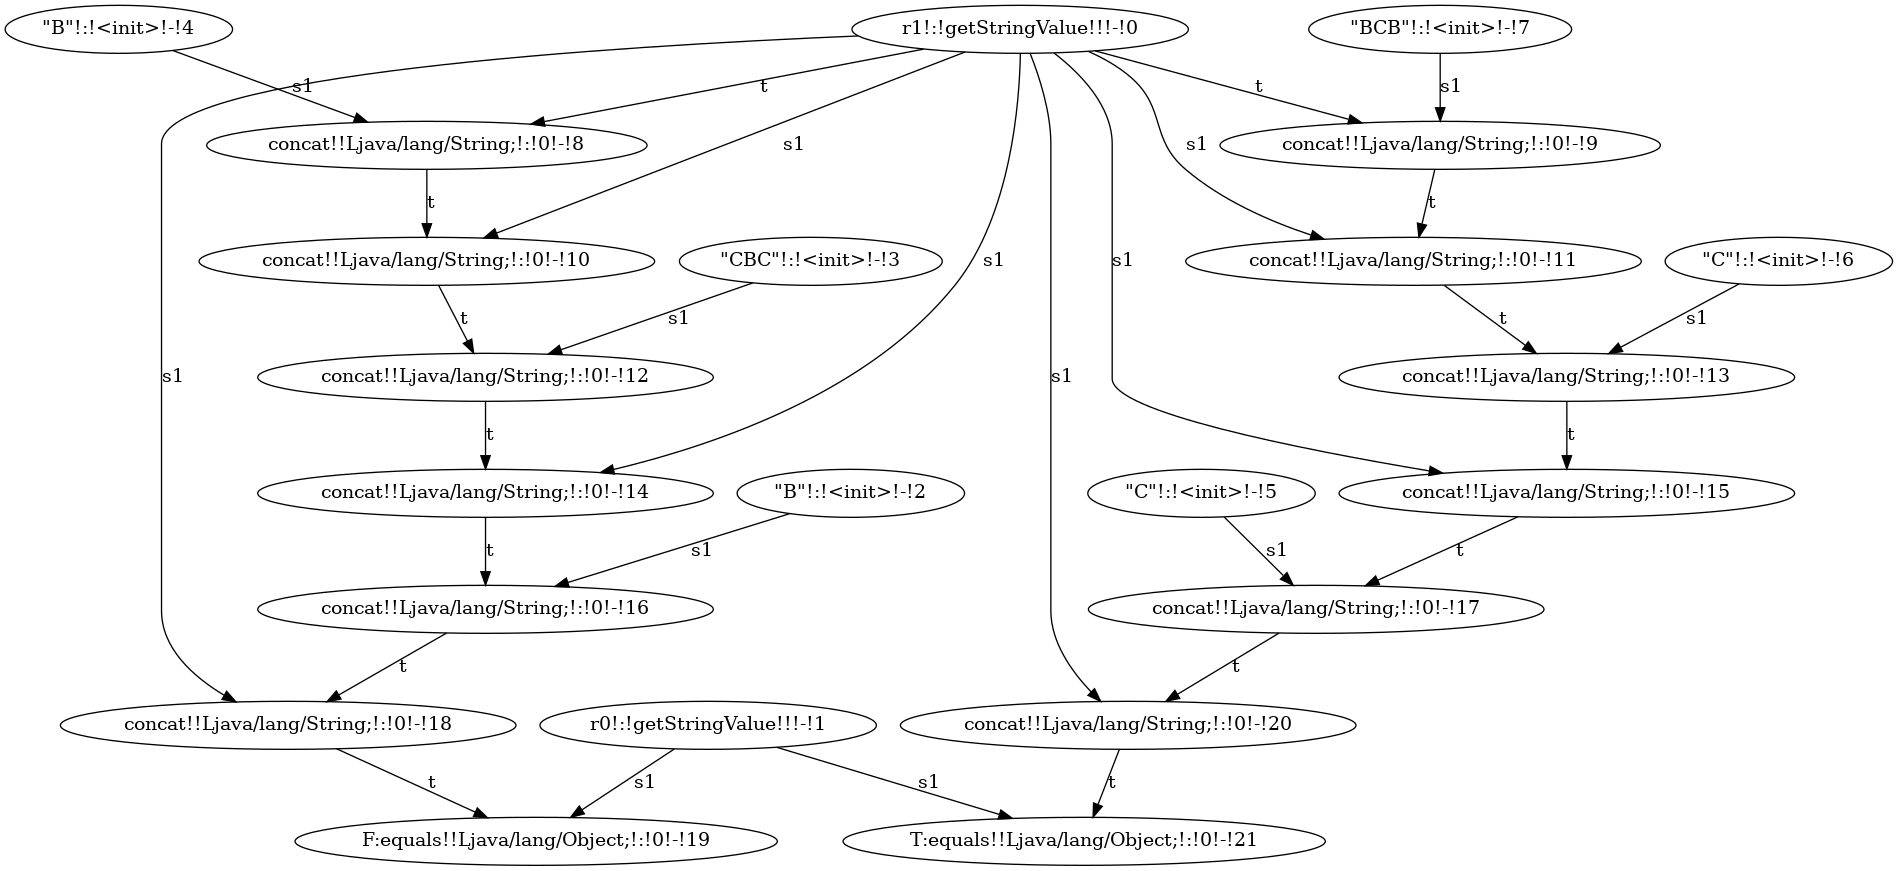 "B"!:!<init>!-!4
r1!:!getStringValue!!!-!0
"BCB"!:!<init>!-!7
s1
t
t
s1
concat!!Ljava/lang/String;!:!0!-!8
s1
s1
concat!!Ljava/lang/String;!:!0!-!9
t
t
concat!!Ljava/lang/String;!:!0!-!10
"CBC"!:!<init>!-!3
s1
s1
concat!!Ljava/lang/String;!:!0!-!11
"C"!:!<init>!-!6
t
s1
t
s1
s1
concat!!Ljava/lang/String;!:!0!-!12
s1
concat!!Ljava/lang/String;!:!0!-!13
t
t
concat!!Ljava/lang/String;!:!0!-!14
"B"!:!<init>!-!2
"C"!:!<init>!-!5
concat!!Ljava/lang/String;!:!0!-!15
t
s1
s1
t
concat!!Ljava/lang/String;!:!0!-!16
concat!!Ljava/lang/String;!:!0!-!17
t
t
concat!!Ljava/lang/String;!:!0!-!18
r0!:!getStringValue!!!-!1
concat!!Ljava/lang/String;!:!0!-!20
t
s1
s1
t
F:equals!!Ljava/lang/Object;!:!0!-!19
T:equals!!Ljava/lang/Object;!:!0!-!21